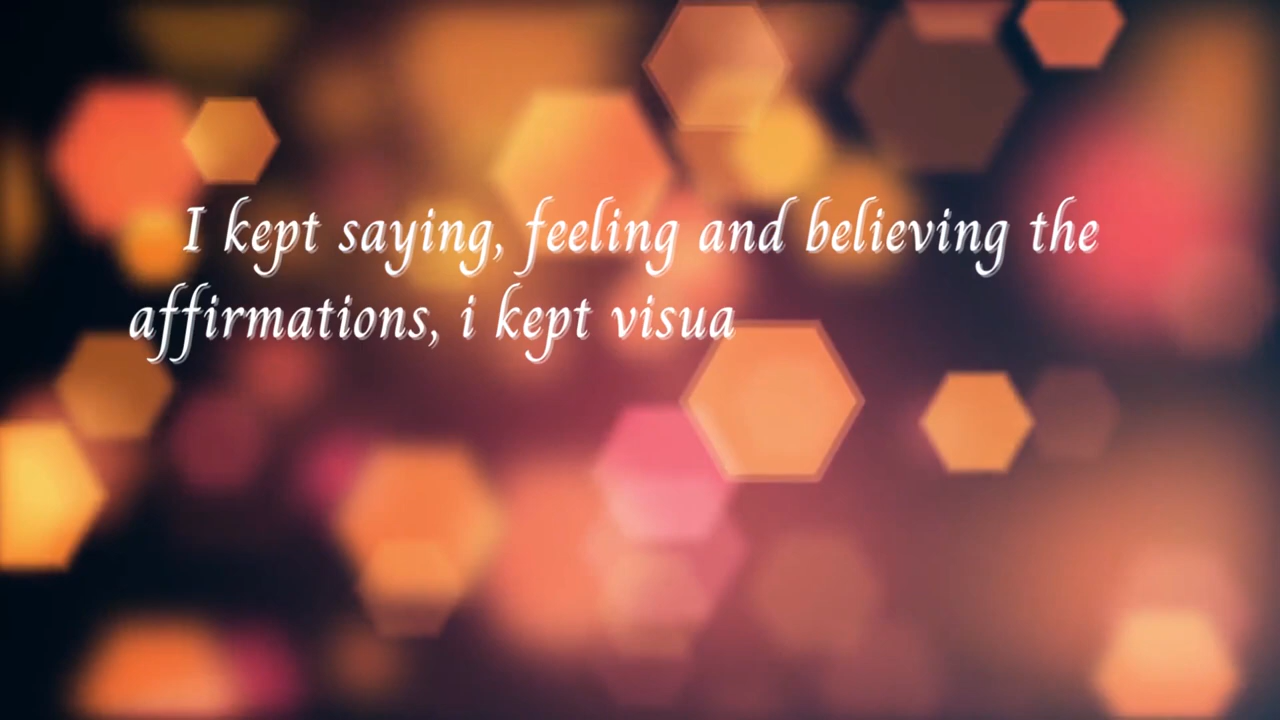 I kept saying, feeling and believing the
affirmations, i kept visua